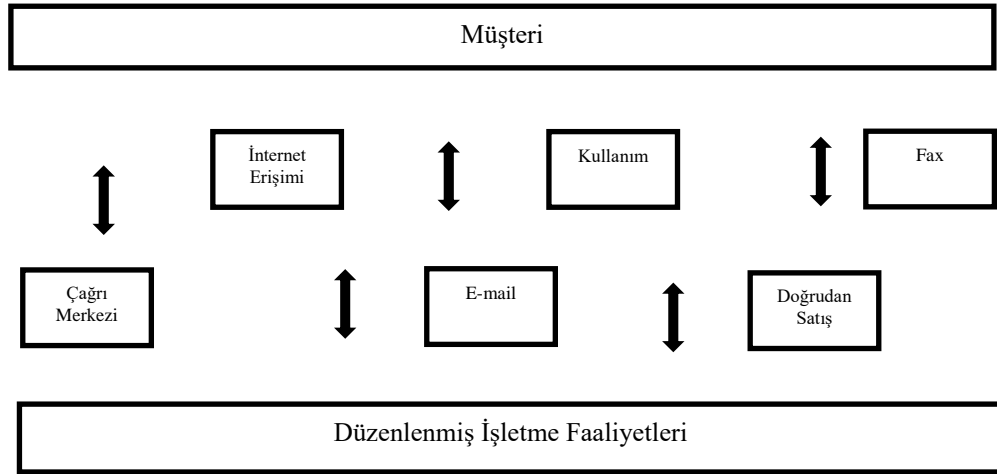 Müşteri
İnternet
Erişimi
Kullanım
Fax
Çağrı
Merkezi
E-mail
Doğrudan
Satış
Düzenlenmiş İşletme Faaliyetleri